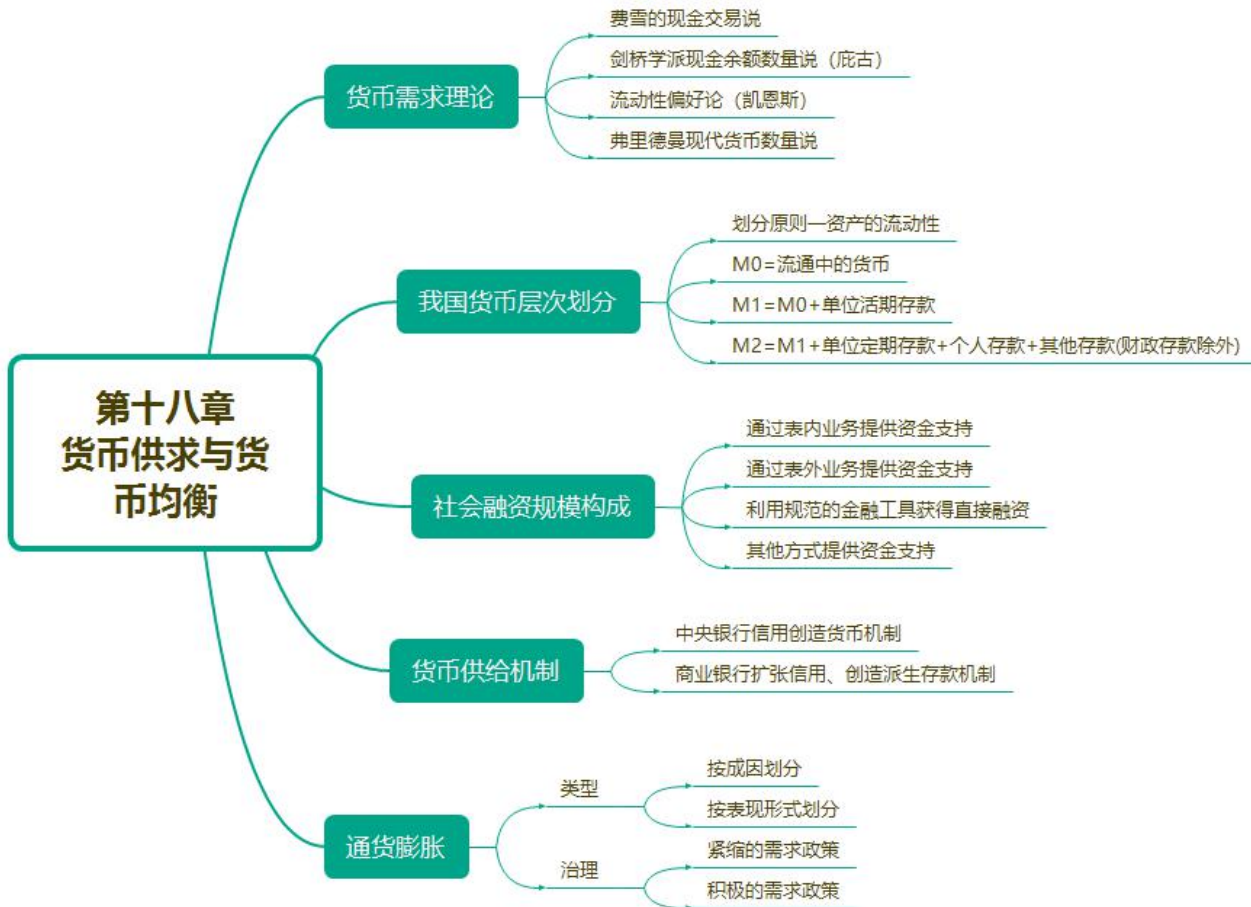 第十八章
货币供求与货
币均衡
货币需求理论
费雪的现金交易说
剑桥学派现金余额数量说（庇古）
流动性偏好论（凯恩斯）
弗里德曼现代货币数量说
我国货币层次划分
划分原则—资产的流动性
M0=流通中的货币
M1=M0+单位活期存款
M2=M1+单位定期存款+个人存款+其他存款(财政存款除外)
社会融资规模构成
通过表内业务提供资金支持
通过表外业务提供资金支持
利用规范的金融工具获得直接融资
其他方式提供资金支持
货币供给机制
中央银行信用创造货币机制
商业银行扩张信用、创造派生存款机制
通货膨胀
类型
按成因划分
按表现形式划分
治理
紧缩的需求政策
积极的需求政策